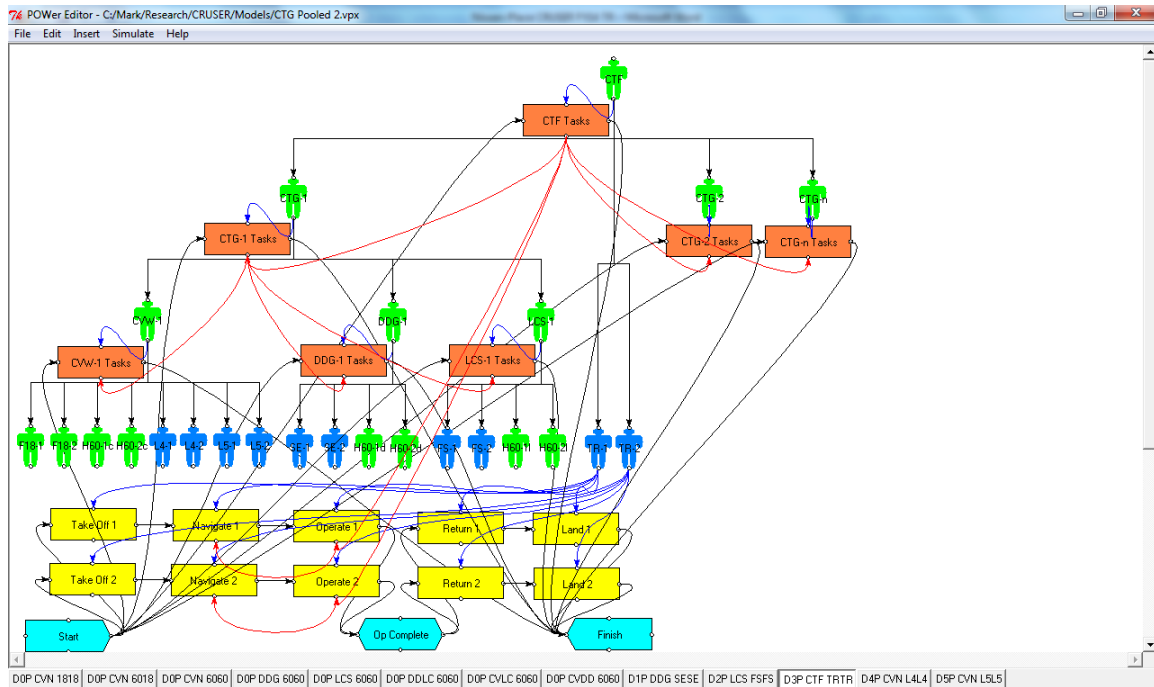 POWer Editor - C:/Mark/Research/CRUSER/Models/CTG Pooled 2.vpx
File Edit Insert Simulate Help
CTF
CTF Tasks
CTG-1 CTG-2 CTG-n
CTG-1 Tasks CTG-2 Tasks CTG-n Tasks
CVW-1 DDG-1 LCS-1
CVW-1 Tasks DDG-1 Tasks LCS-1 Tasks
F18-1 F18-2 H60-1c H60-2c L4-1 L4-2 L5-1 L5-2 SE-1 SE-2 H60-1d H60-2d FS-1 FS-2 H60-1l H60-2l TR-1 TR-2
Take Off 1 Navigate 1 Operate 1 Return 1 Land 1
Take Off 2 Navigate 2 Operate 2 Return 2 Land 2
Start Op Complete Finish
D0P CVN 1818 D0P CVN 6018 D0P CVN 6060 D0P DDG 6060 D0P LCS 6060 D0P DDLC 6060 D0P CVLC 6060 D0P CVDD 6060 D1P DDG SESE D2P LCS FSFS D3P CTF TRTR D4P CVN L4L4 D5P CVN L5L5